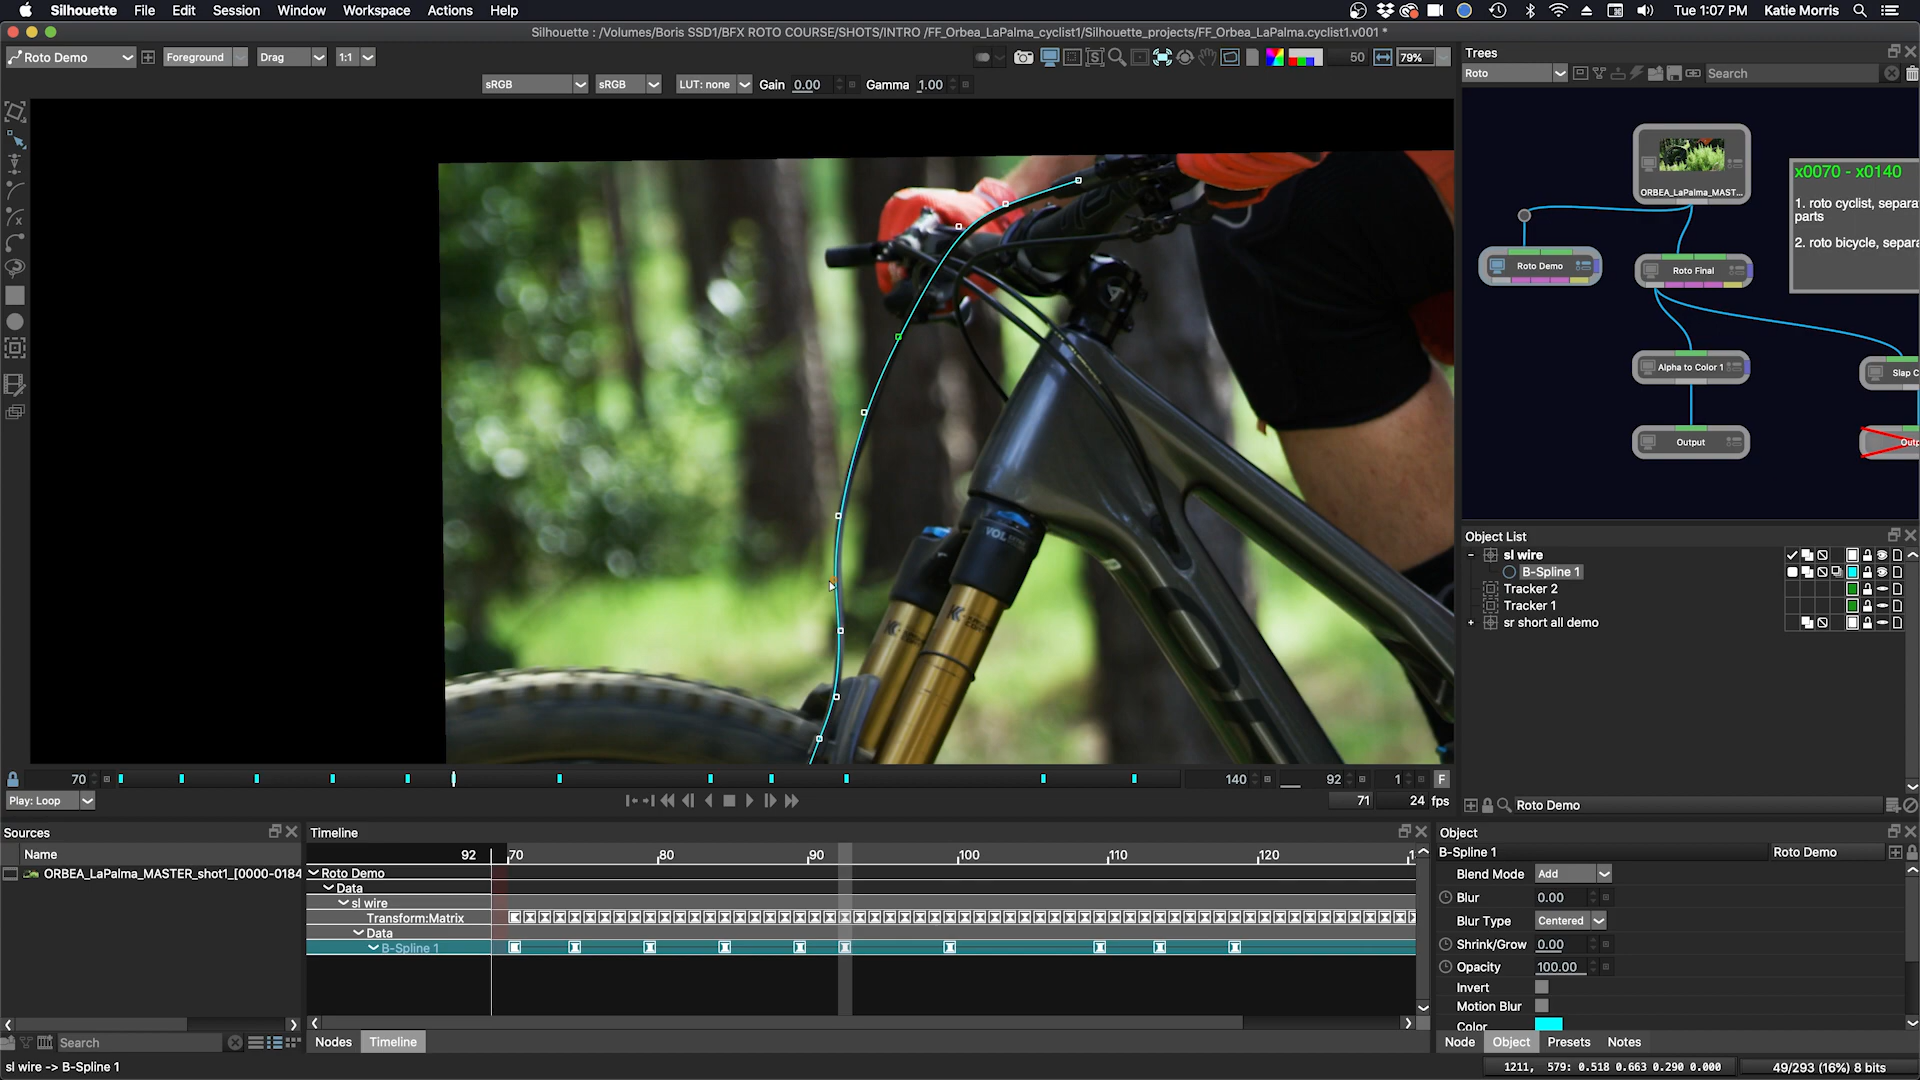 Silhouette File Edit Session Window Workspace Actions Help
Tue 1:07 PM Katie Morris
Silhouette : /Volumes/Boris SSD1/BFX ROTO COURSE/SHOTS/INTRO /FF_Orbea_LaPalma_cyclist1/Silhouette_projects/FF_Orbea_LaPalma.cyclist1.v001 *
Roto Demo Foreground Drag 1:1 50 79%
sRGB sRGB LUT: none Gain 0.00 Gamma 1.00
Trees
Roto Search
ORBEA_LaPalma_MAST...
x0070 - x0140
1. roto cyclist, separa
parts
2. roto bicycle, separa
Roto Demo
Roto Final
Alpha to Color 1
Slap C
Output
Outp
Object List
sl wire
B-Spline 1
Tracker 2
Tracker 1
sr short all demo
Roto Demo
70 140 92 1 F
Play: Loop 71 24 fps
Sources
Name
ORBEA_LaPalma_MASTER_shot1_[0000-0184
Search
Timeline
92 70 80 90 100 110 120
Roto Demo
Data
sl wire
Transform:Matrix
Data
B-Spline 1
Nodes Timeline
Object
B-Spline 1 Roto Demo
Blend Mode Add
Blur 0.00
Blur Type Centered
Shrink/Grow 0.00
Opacity 100.00
Invert
Motion Blur
Color
Node Object Presets Notes
sl wire -> B-Spline 1
1211, 579: 0.518 0.663 0.290 0.000 49/293 (16%) 8 bits